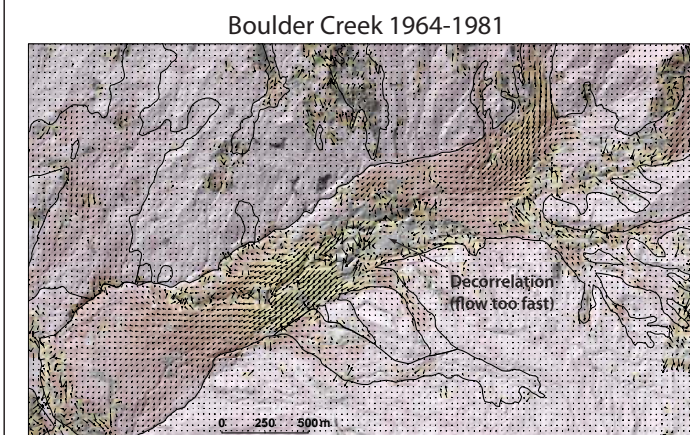 Boulder Creek 1964-1981
Decorrelation
(flow too fast)
0 250 500m